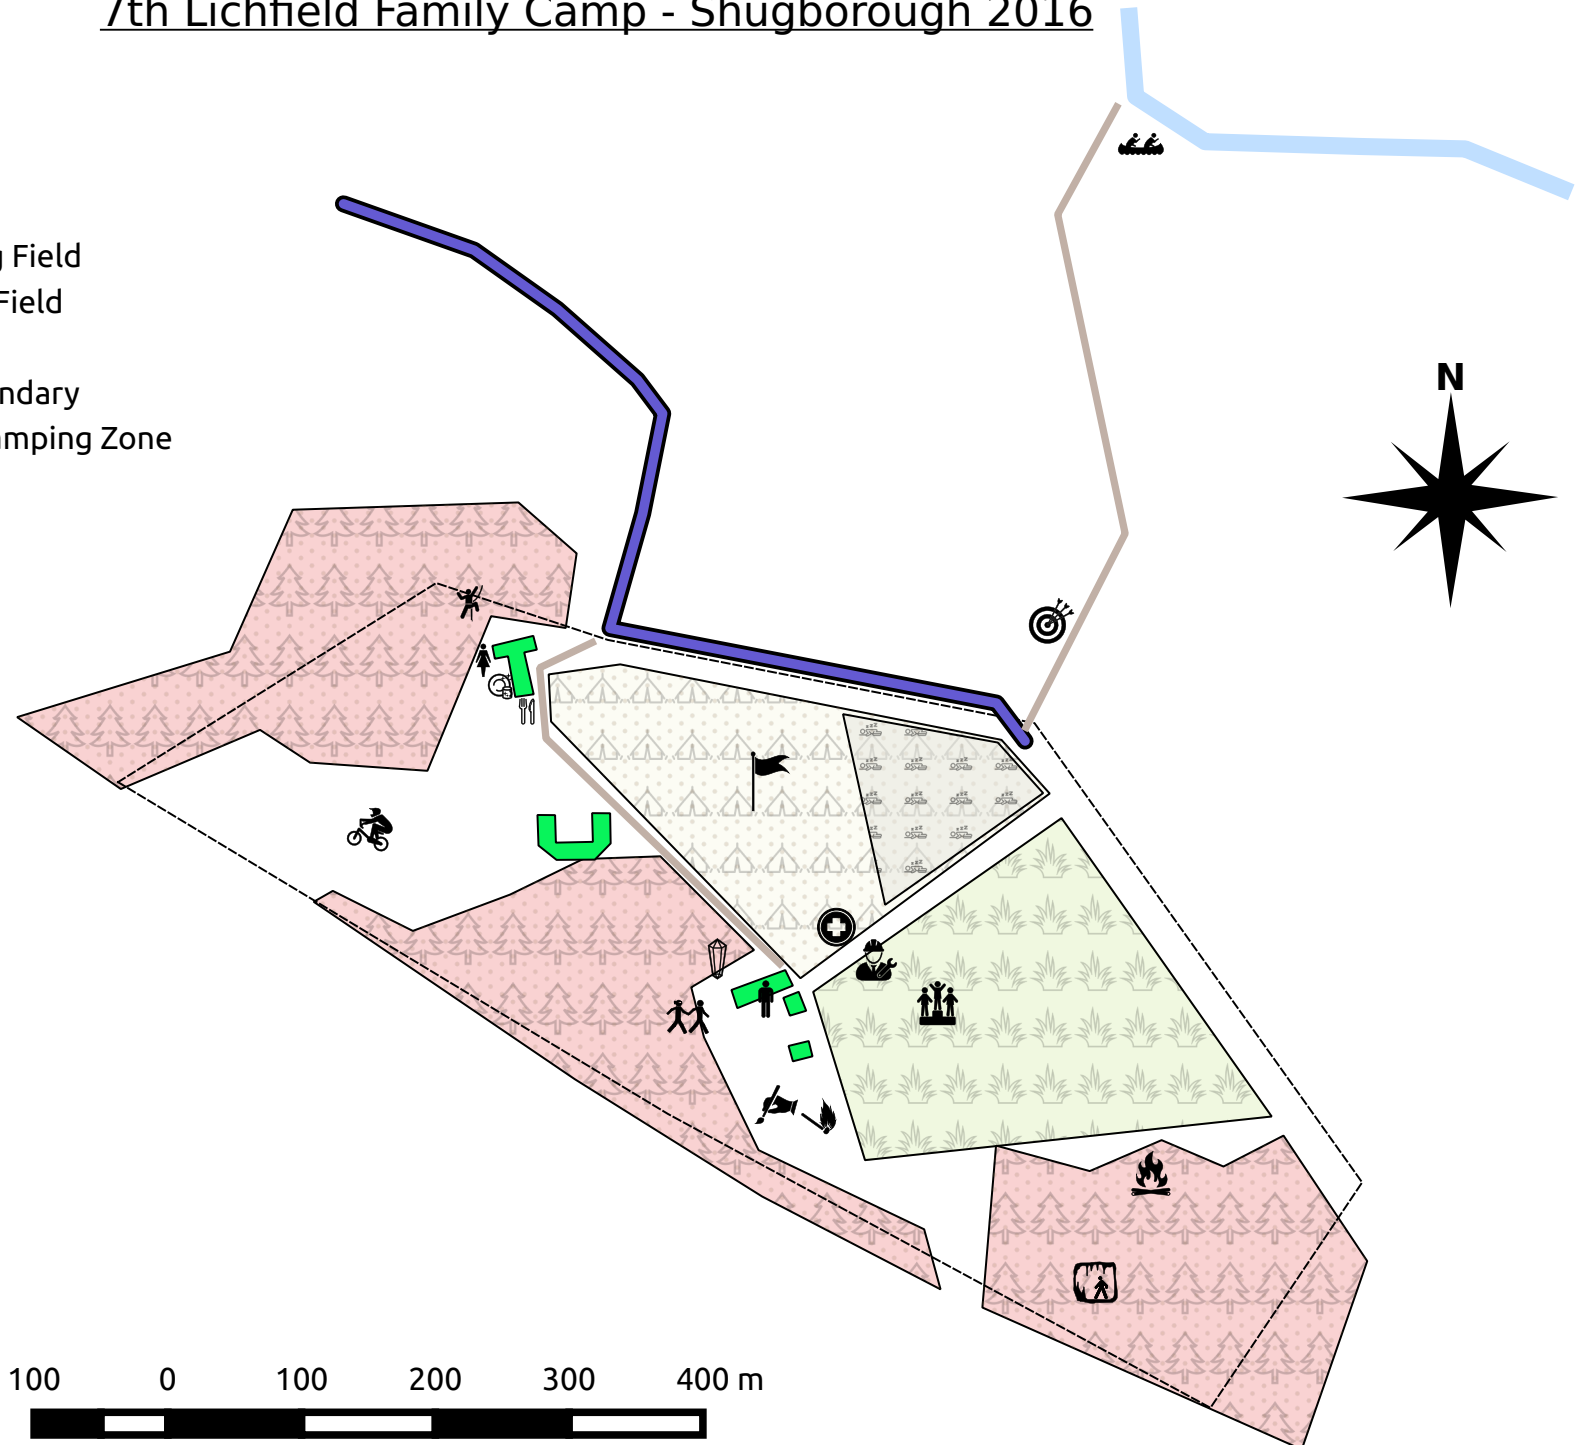 7th Lichfield Family Camp - Shugborough 2016
Field
Field
ndary
mping Zone
N
100 0 100 200 300 400 m